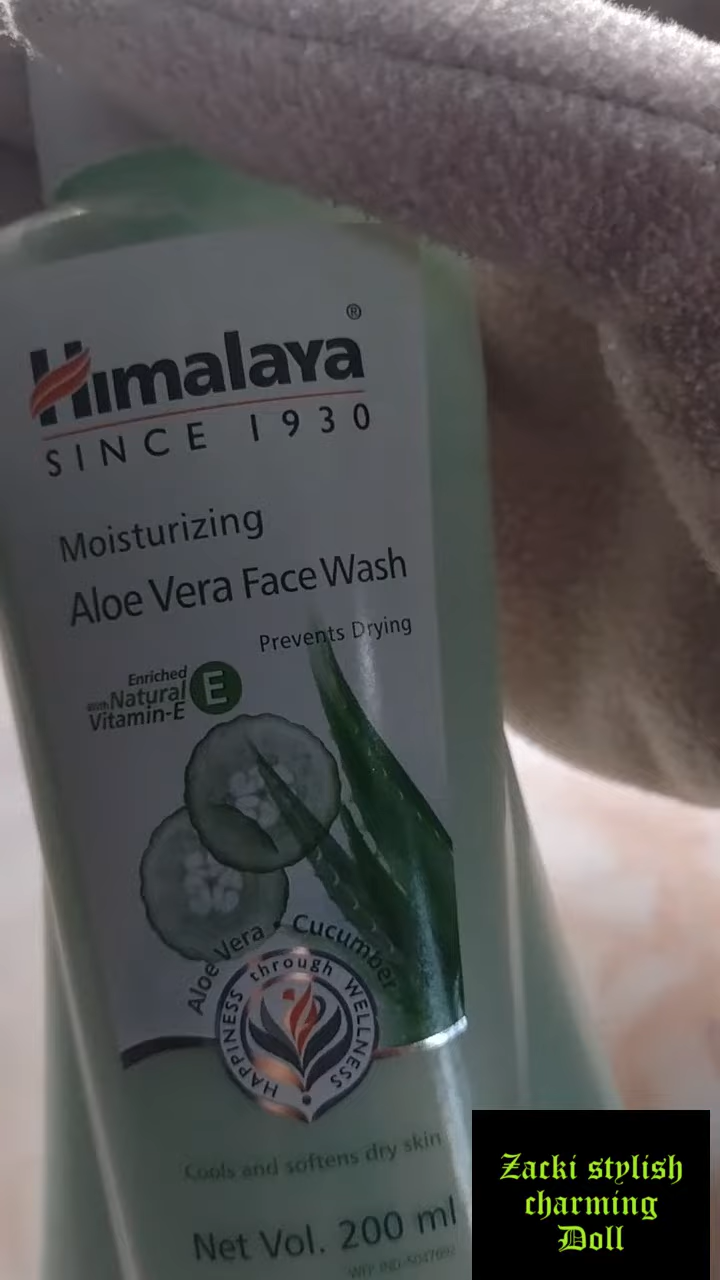 Himalaya®
SINCE 1930
Moisturizing
Aloe Vera Face Wash
Prevents Drying
Enriched
with Natural
Vitamin-E
E
Aloe Vera • Cucumber
HAPPINESS through WELLNESS
Cools and softens dry skin
Net Vol. 200 ml
Zacki stylish
charming
Doll